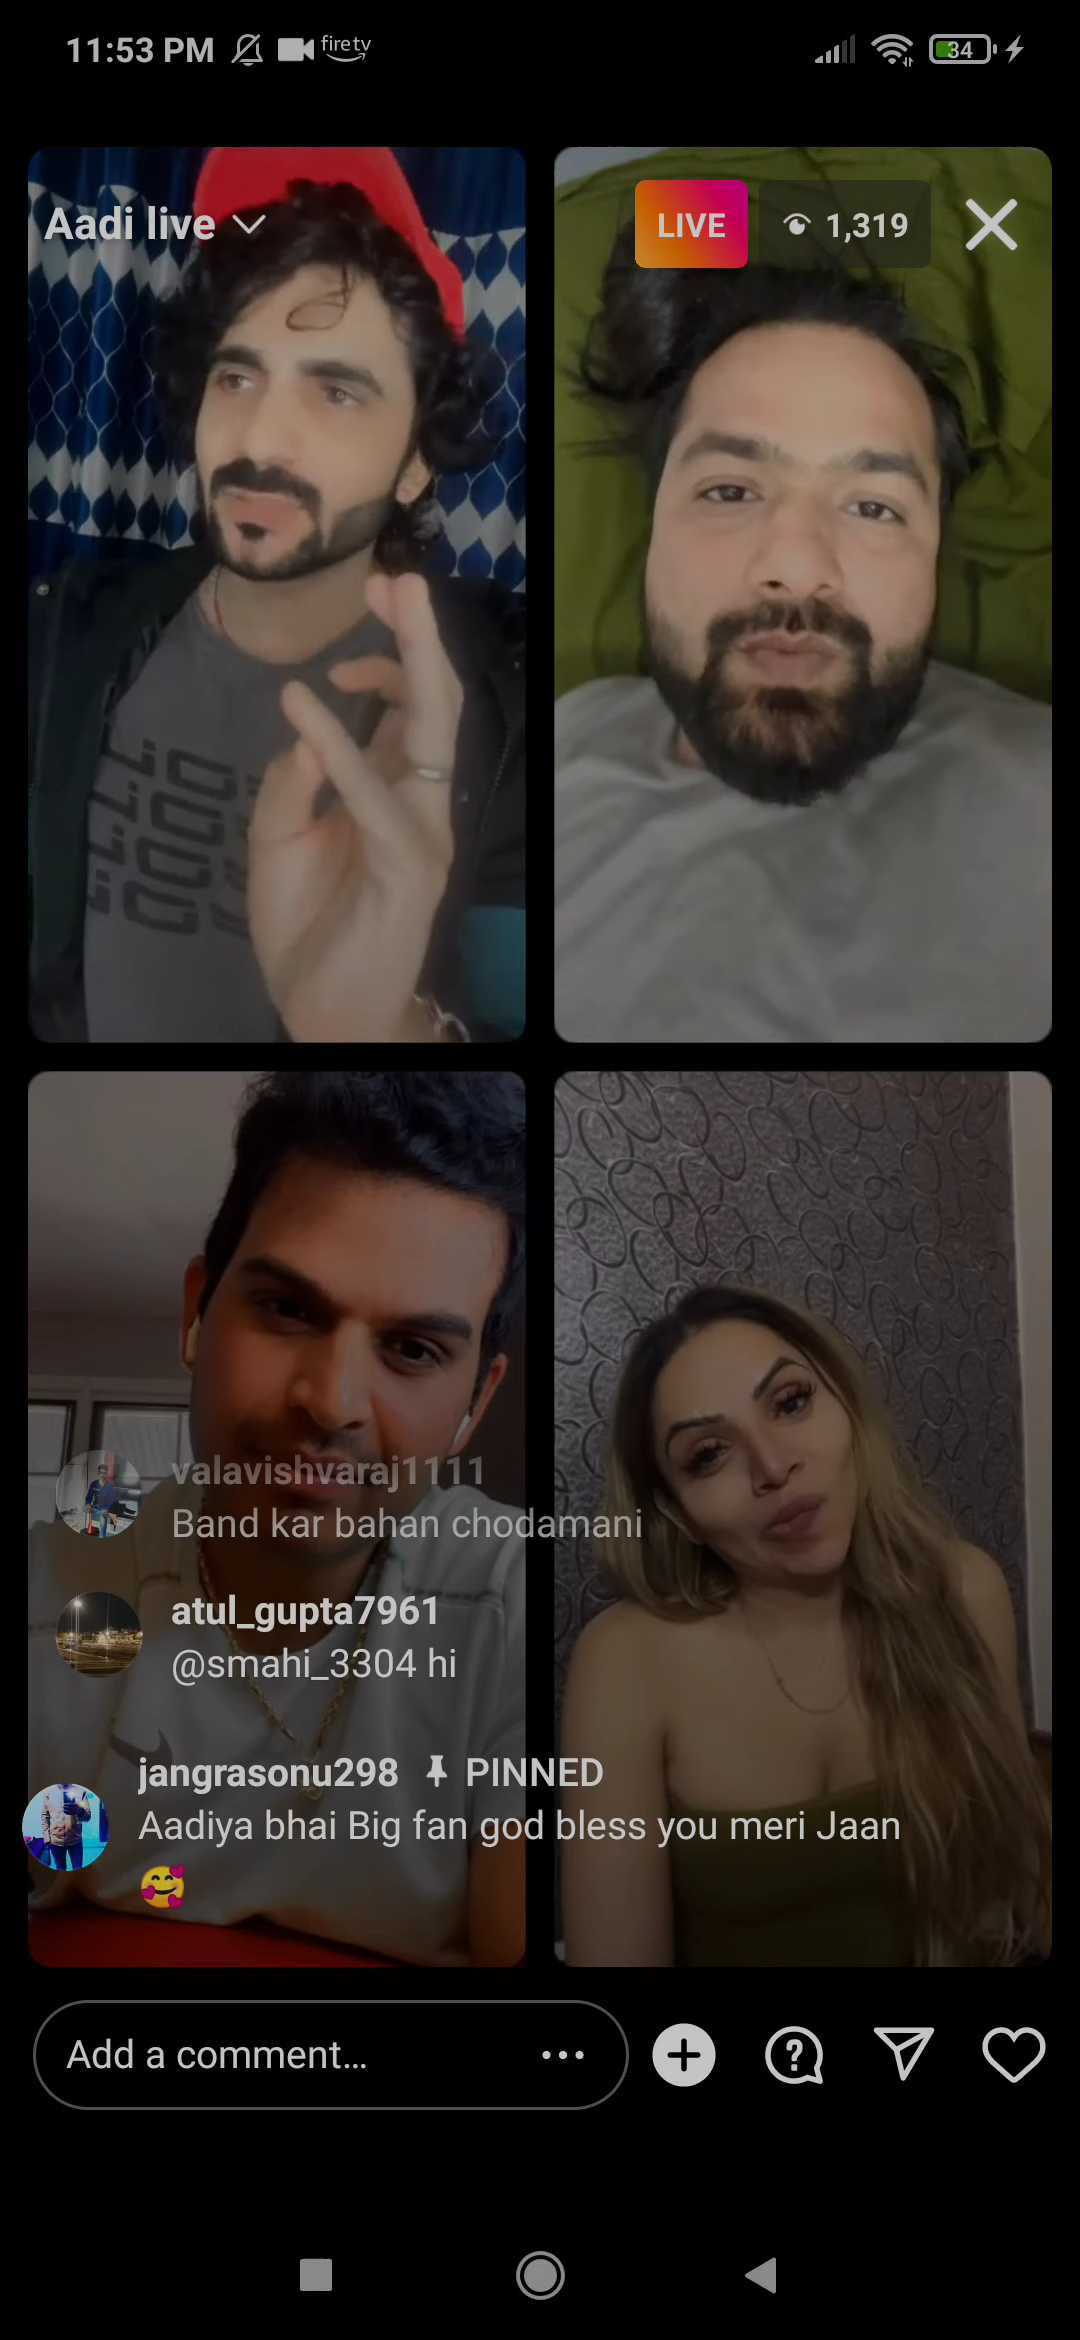 11:53 PM
firetv
34
Aadi live
LIVE
1,319
valavishvaraj1111
Band kar bahan chodamani
atul_gupta7961
@smahi_3304 hi
jangrasonu298 PINNED
Aadiya bhai Big fan god bless you meri Jaan
🥰
Add a comment...